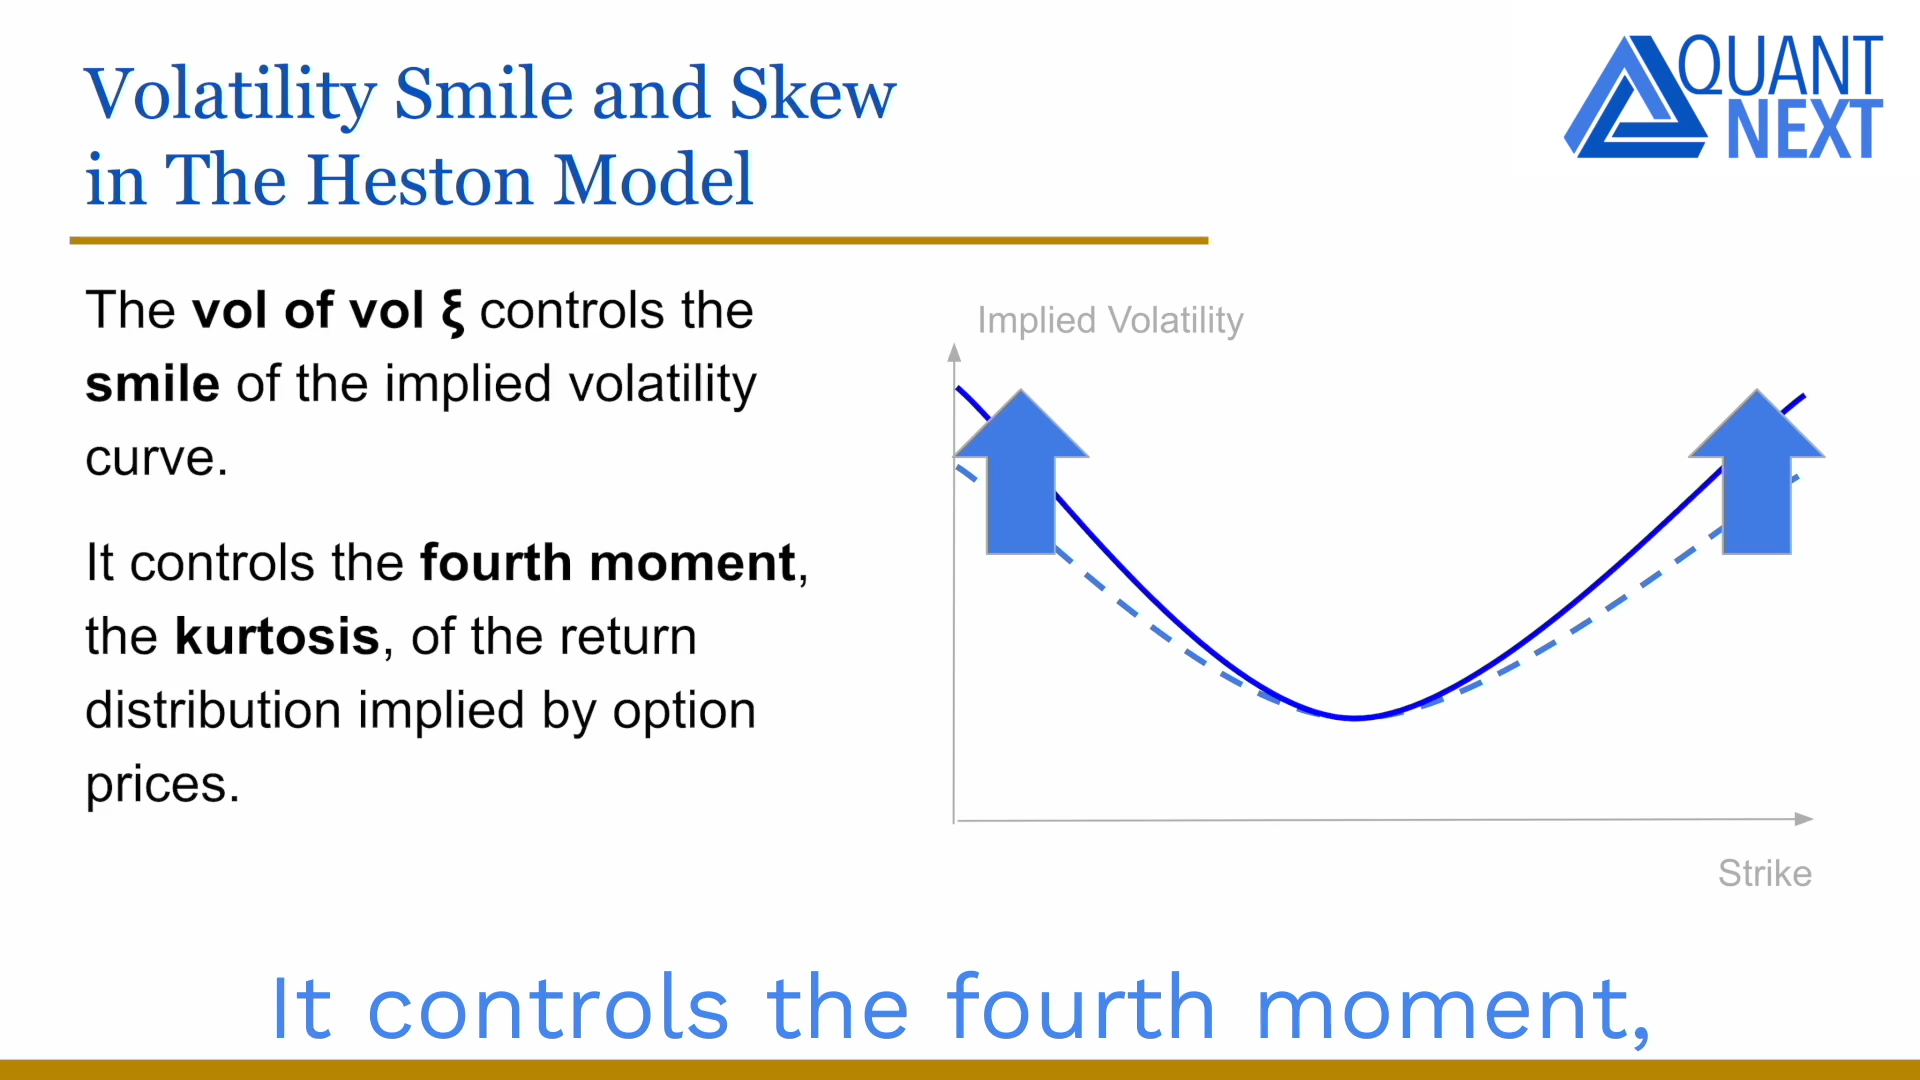 Volatility Smile and Skew
in The Heston Model
QUANT
NEXT
The vol of vol ξ controls the
smile of the implied volatility
curve.
It controls the fourth moment,
the kurtosis, of the return
distribution implied by option
prices.
Implied Volatility
Strike
It controls the fourth moment,